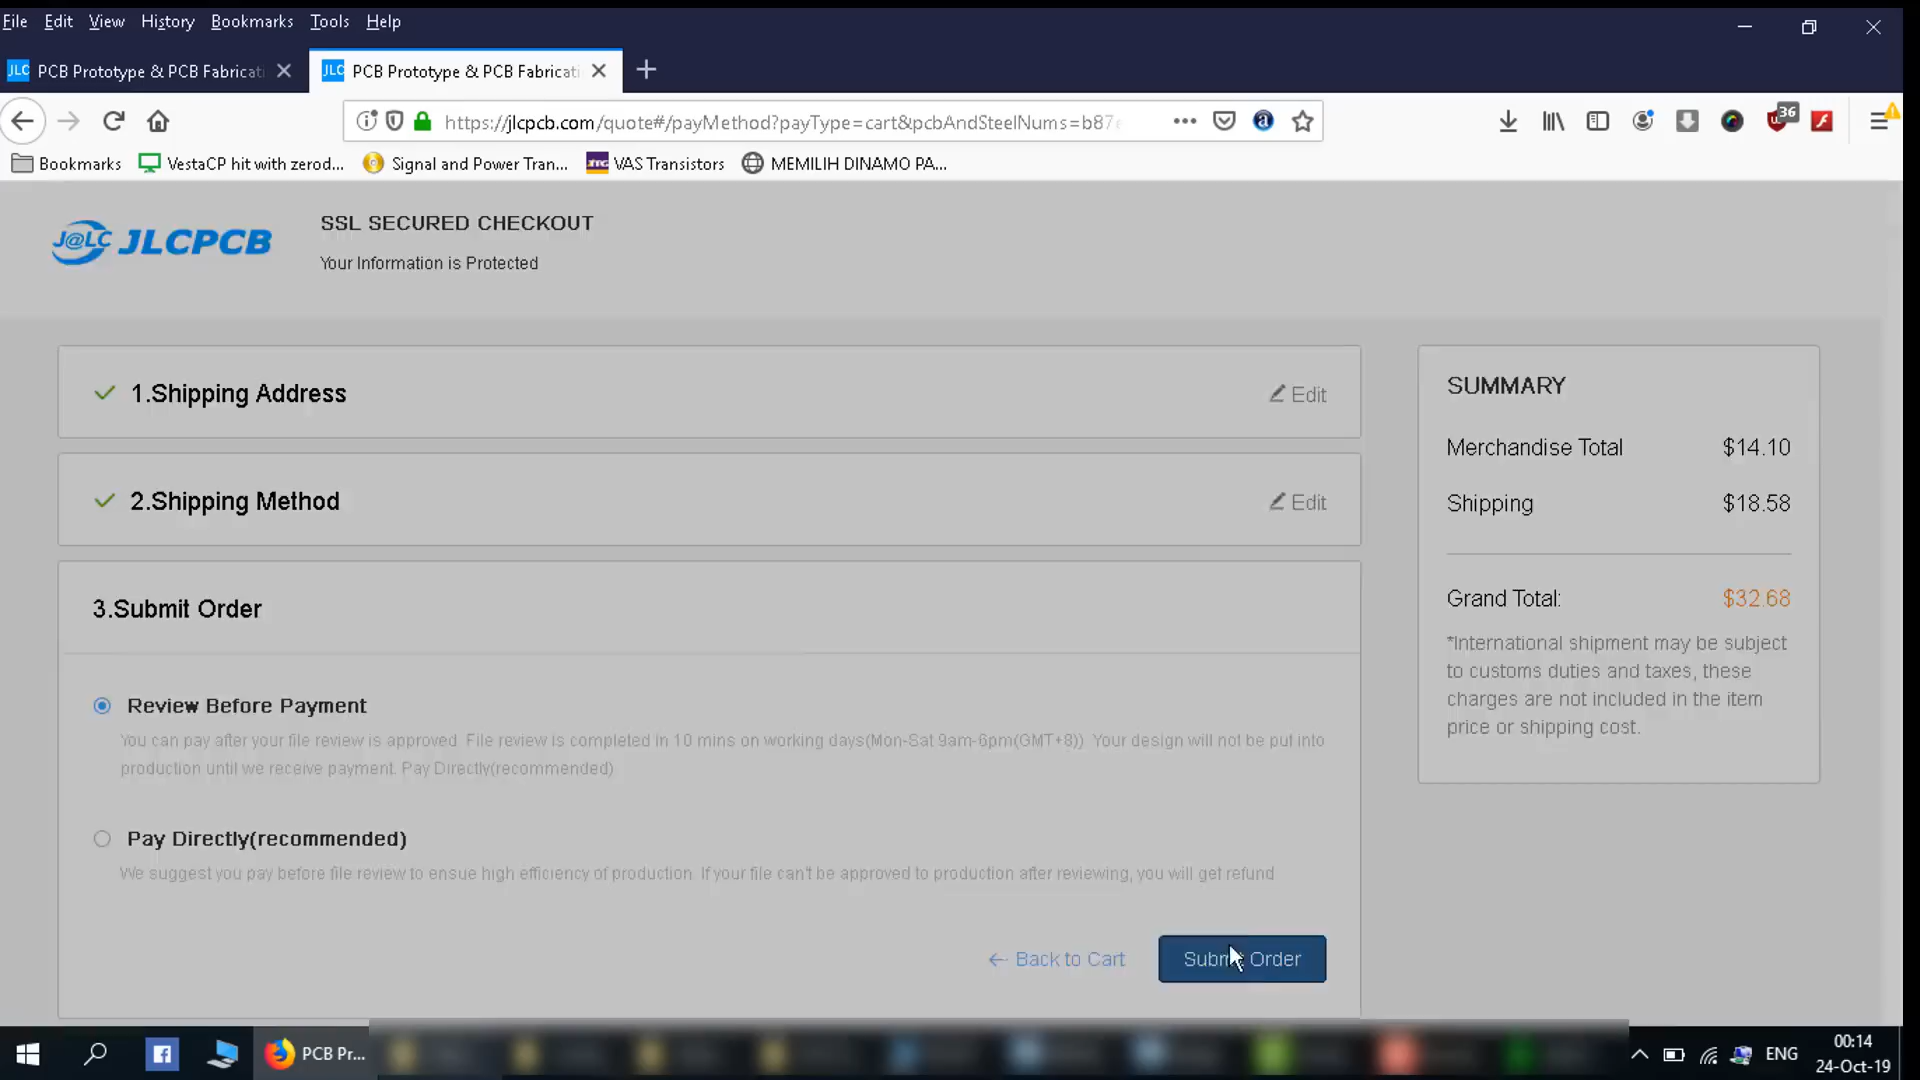 File Edit View History Bookmarks Tools Help
JLC PCB Prototype & PCB Fabricati JLC PCB Prototype & PCB Fabricati
https://jlcpcb.com/quote#/payMethod?payType=cart&pcbAndSteelNums=b87e 36
Bookmarks VestaCP hit with zerod... Signal and Power Tran... VAS Transistors MEMILIH DINAMO PA...
J@LC JLCPCB
SSL SECURED CHECKOUT
Your Information is Protected
1.Shipping Address Edit
2.Shipping Method Edit
3.Submit Order
Review Before Payment
You can pay after your file review is approved. File review is completed in 10 mins on working days(Mon-Sat 9am-6pm(GMT+8)). Your design will not be put into
production until we receive payment. Pay Directly(recommended)
Pay Directly(recommended)
We suggest you pay before file review to ensure high efficiency of production. If your file can't be approved to production after reviewing, you will get refund
Back to Cart Submit Order
SUMMARY
Merchandise Total $14.10
Shipping $18.58
Grand Total: $32.68
*International shipment may be subject
to customs duties and taxes, these
charges are not included in the item
price or shipping cost.
PCB Pr... ENG 00:14
24-Oct-19